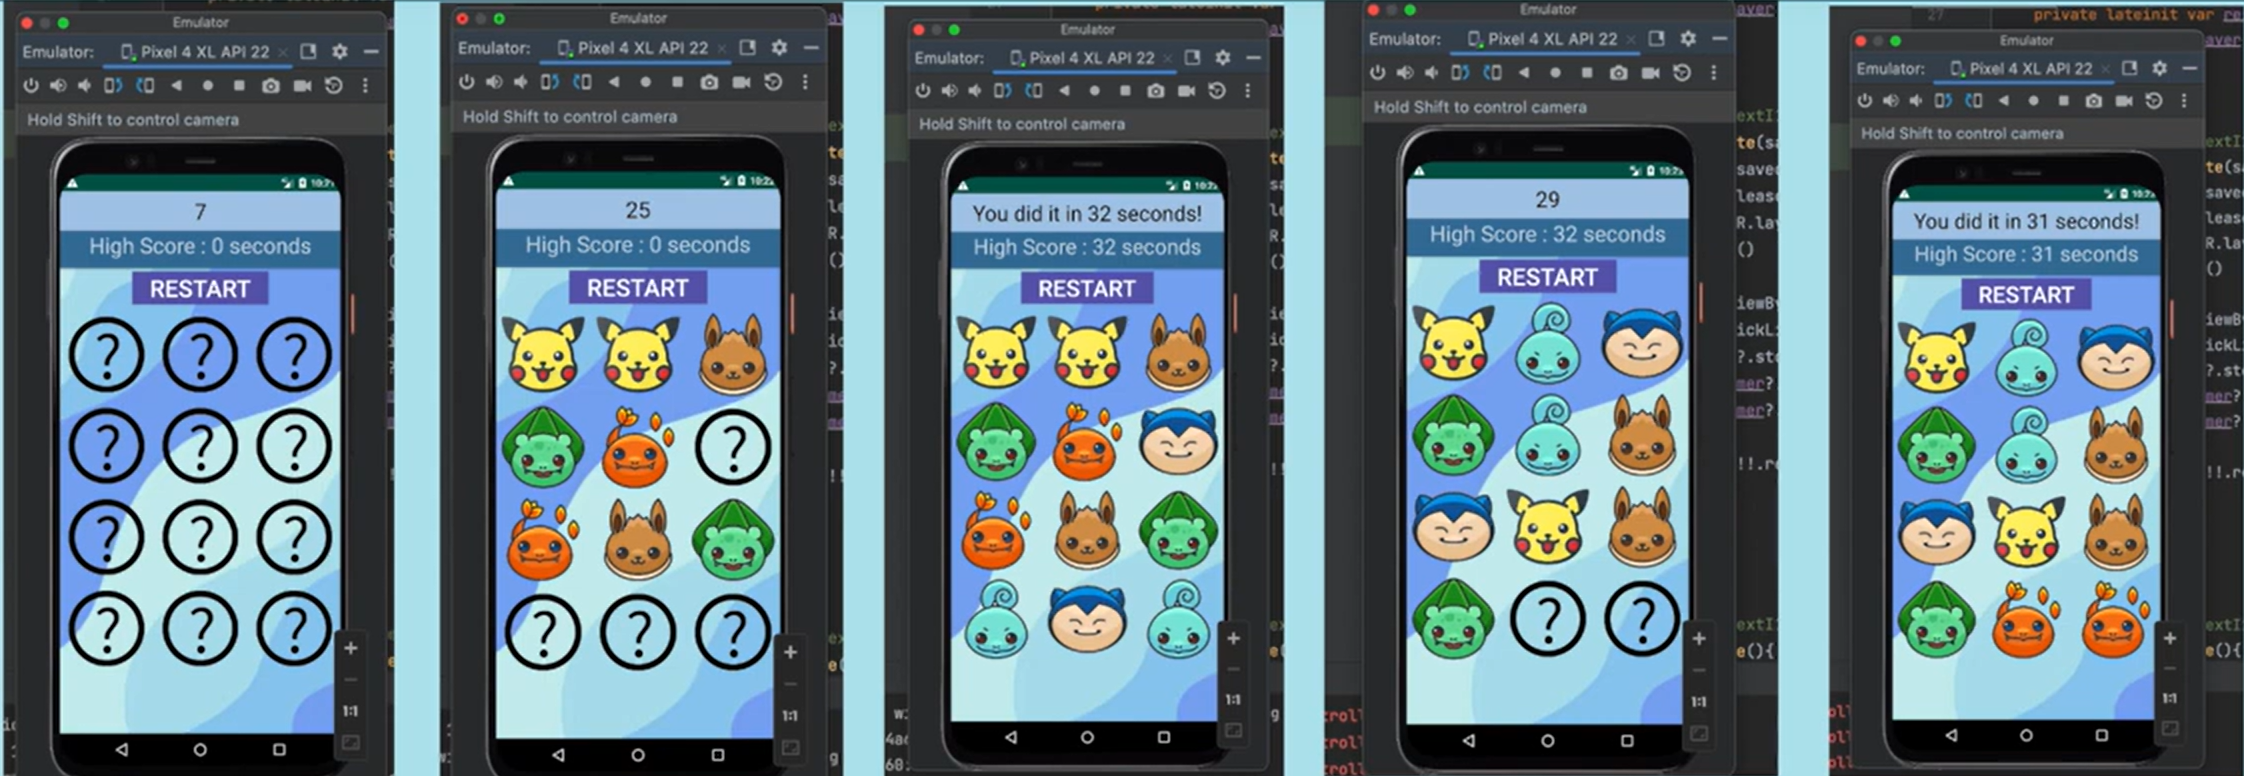 Emulator
Emulator: Pixel 4 XL API 22
Hold Shift to control camera
7
High Score : 0 seconds
RESTART
? ? ?
? ? ?
? ? ?
? ? ?
1:1
Emulator
Emulator: Pixel 4 XL API 22
Hold Shift to control camera
25
High Score : 0 seconds
RESTART
?
? ? ?
1:1
Emulator
Emulator: Pixel 4 XL API 22
Hold Shift to control camera
You did it in 32 seconds!
High Score : 32 seconds
RESTART
1:1
Emulator
Emulator: Pixel 4 XL API 22
Hold Shift to control camera
29
High Score : 32 seconds
RESTART
? ?
1:1
27 private lateinit var
Emulator
Emulator: Pixel 4 XL API 22
Hold Shift to control camera
You did it in 31 seconds!
High Score : 31 seconds
RESTART
1:1